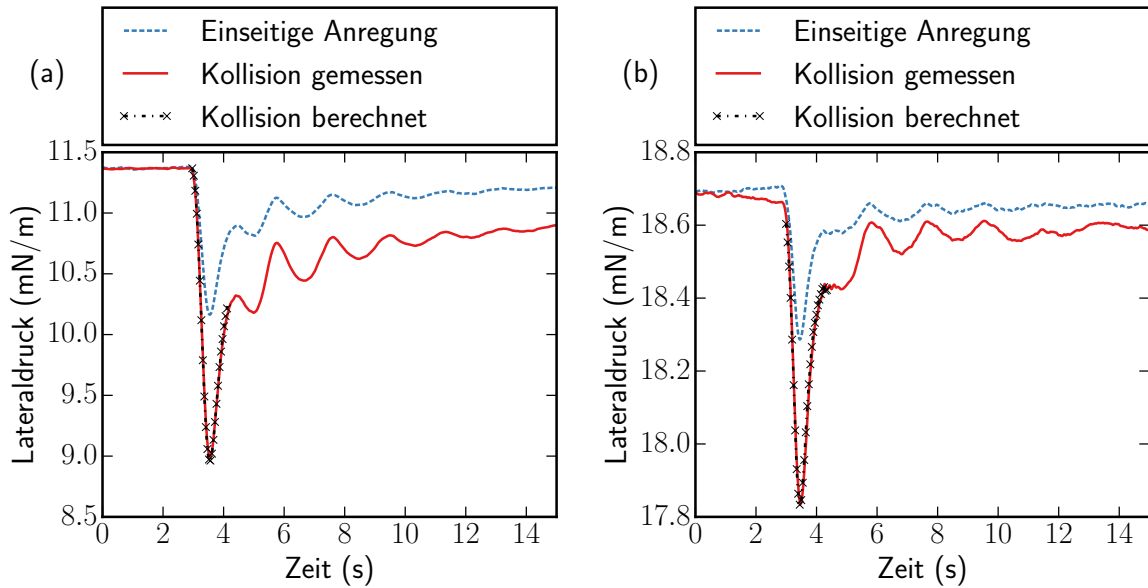 (a)
Einseitige Anregung
Kollision gemessen
Kollision berechnet
11.5
11.0
10.5
10.0
9.5
9.0
8.5
Lateraldruck (mN/m)
0 2 4 6 8 10 12 14
Zeit (s)
(b)
Einseitige Anregung
Kollision gemessen
Kollision berechnet
18.8
18.6
18.4
18.2
18.0
17.8
Lateraldruck (mN/m)
0 2 4 6 8 10 12 14
Zeit (s)